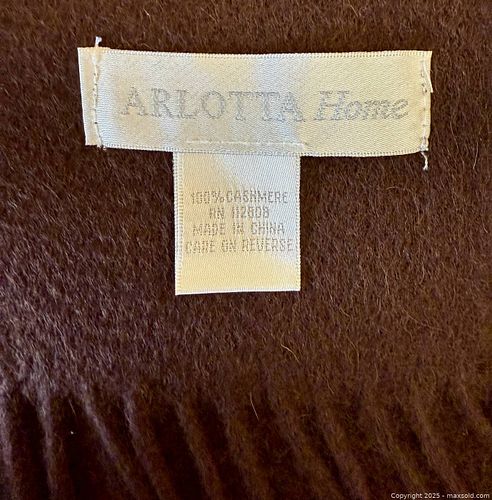 ARLOTTA Home
100% CASHMERE
RN 112608
MADE IN CHINA
CARE ON REVERSE
Copyright 2025 - maxsold.com